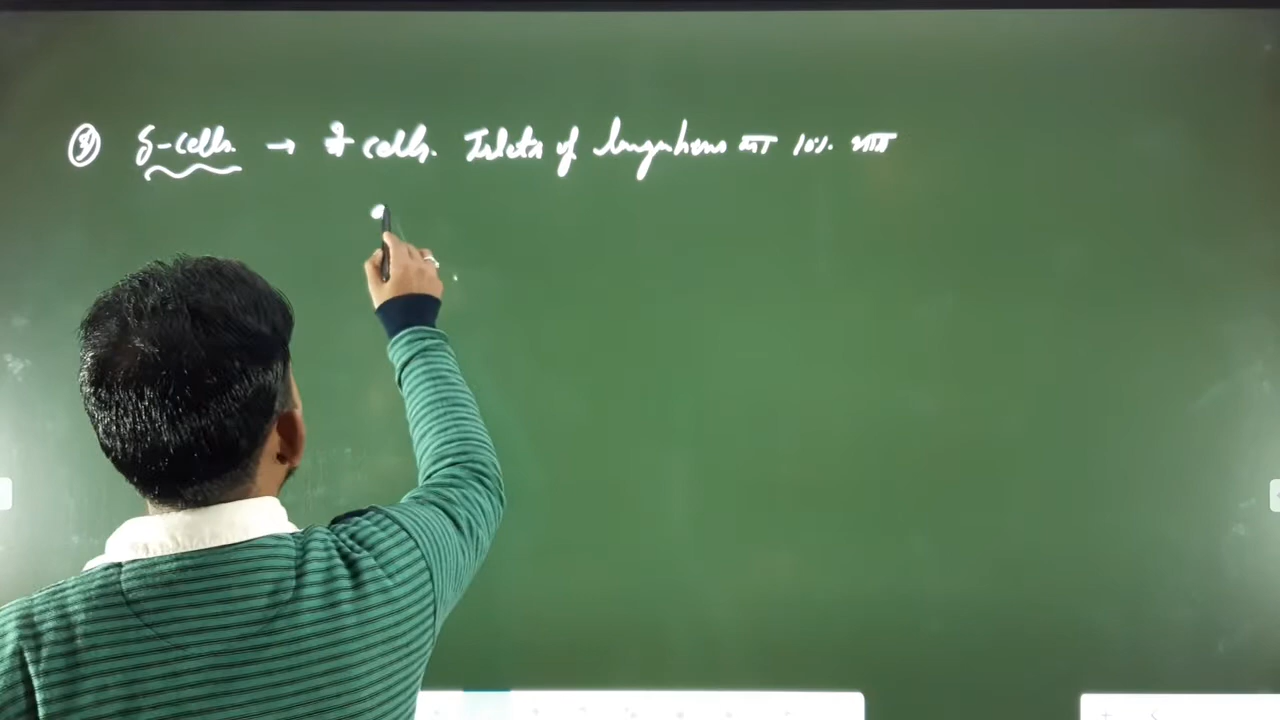 ③ δ-cells. → ये cells. Islets of langerhans का 10% भाग